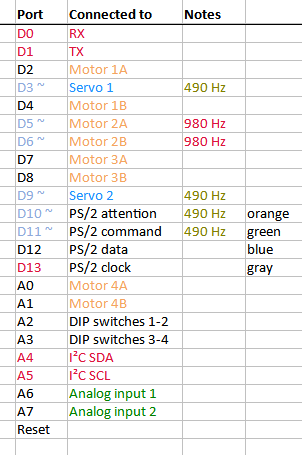 Port Connected to Notes
D0 RX
D1 TX
D2 Motor 1A
D3 ~ Servo 1 490 Hz
D4 Motor 1B
D5 ~ Motor 2A 980 Hz
D6 ~ Motor 2B 980 Hz
D7 Motor 3A
D8 Motor 3B
D9 ~ Servo 2 490 Hz
D10 ~ PS/2 attention 490 Hz orange
D11 ~ PS/2 command 490 Hz green
D12 PS/2 data blue
D13 PS/2 clock gray
A0 Motor 4A
A1 Motor 4B
A2 DIP switches 1-2
A3 DIP switches 3-4
A4 I²C SDA
A5 I²C SCL
A6 Analog input 1
A7 Analog input 2
Reset